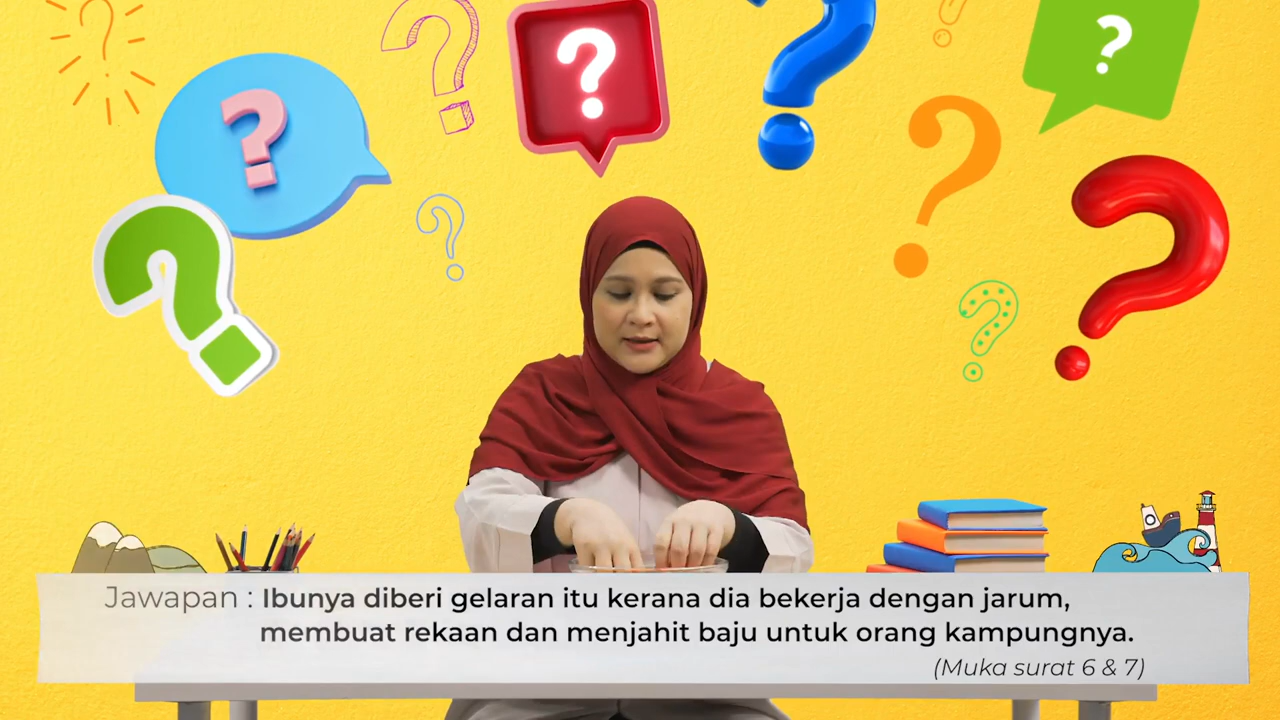 Jawapan : Ibunya diberi gelaran itu kerana dia bekerja dengan jarum,
membuat rekaan dan menjahit baju untuk orang kampungnya.
(Muka surat 6 & 7)